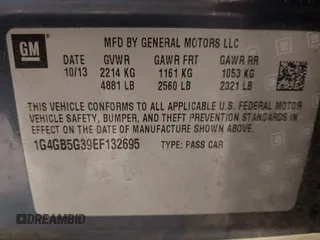 GM
MFD BY GENERAL MOTORS LLC
DATE GVWR GAWR FRT GAWR RR
10/13 2214 KG 1161 KG 1053 KG
4881 LB 2560 LB 2321 LB
THIS VEHICLE CONFORMS TO ALL APPLICABLE U.S. FEDERAL MOTOR
VEHICLE SAFETY, BUMPER, AND THEFT PREVENTION STANDARDS IN
EFFECT ON THE DATE OF MANUFACTURE SHOWN ABOVE.
1G4GB5G39EF132695 TYPE: PASS CAR
DREAMBID